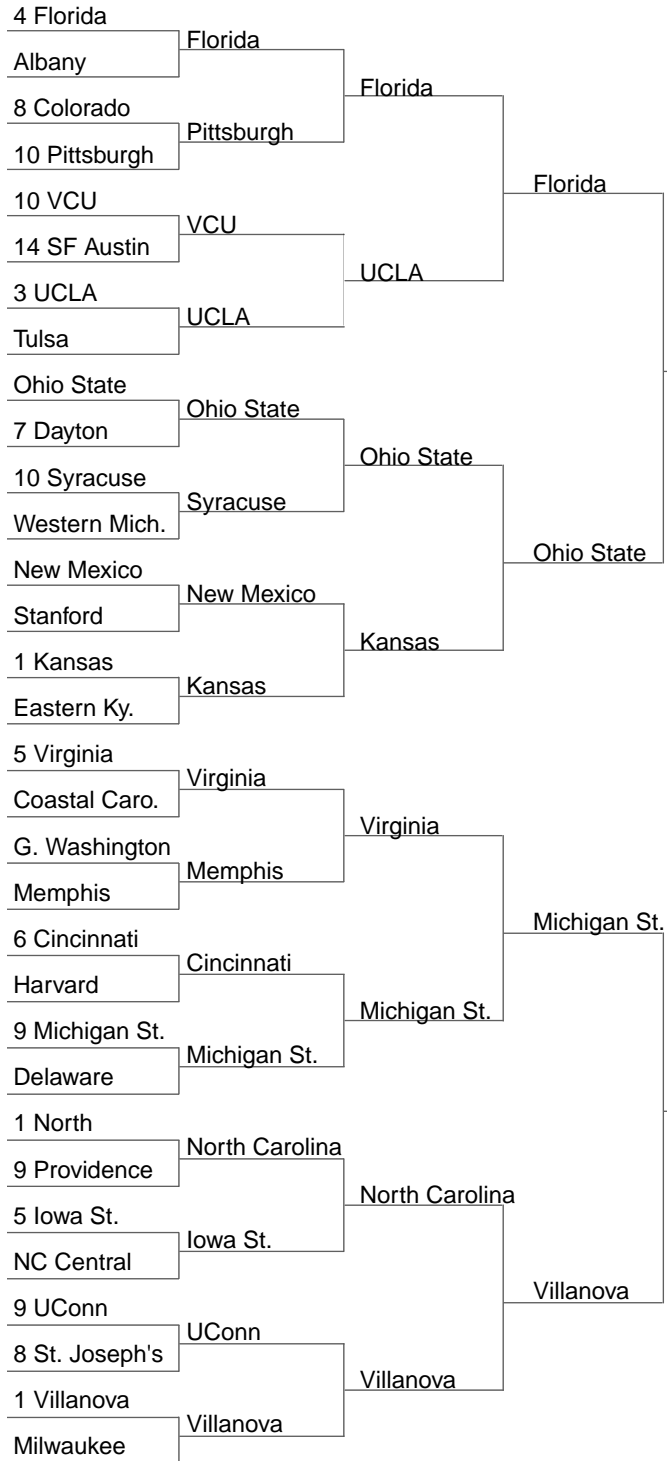 4 Florida
Albany
8 Colorado
10 Pittsburgh
10 VCU
14 SF Austin
3 UCLA
Tulsa
Ohio State
7 Dayton
10 Syracuse
Western Mich.
New Mexico
Stanford
1 Kansas
Eastern Ky.
5 Virginia
Coastal Caro.
G. Washington
Memphis
6 Cincinnati
Harvard
9 Michigan St.
Delaware
1 North
9 Providence
5 Iowa St.
NC Central
9 UConn
8 St. Joseph's
1 Villanova
Milwaukee
Florida
Pittsburgh
VCU
UCLA
Ohio State
Syracuse
New Mexico
Kansas
Virginia
Memphis
Cincinnati
Michigan St.
North Carolina
Iowa St.
UConn
Villanova
Florida
UCLA
Ohio State
Kansas
Virginia
Michigan St.
North Carolina
Villanova
Florida
Ohio State
Michigan St.
Villanova